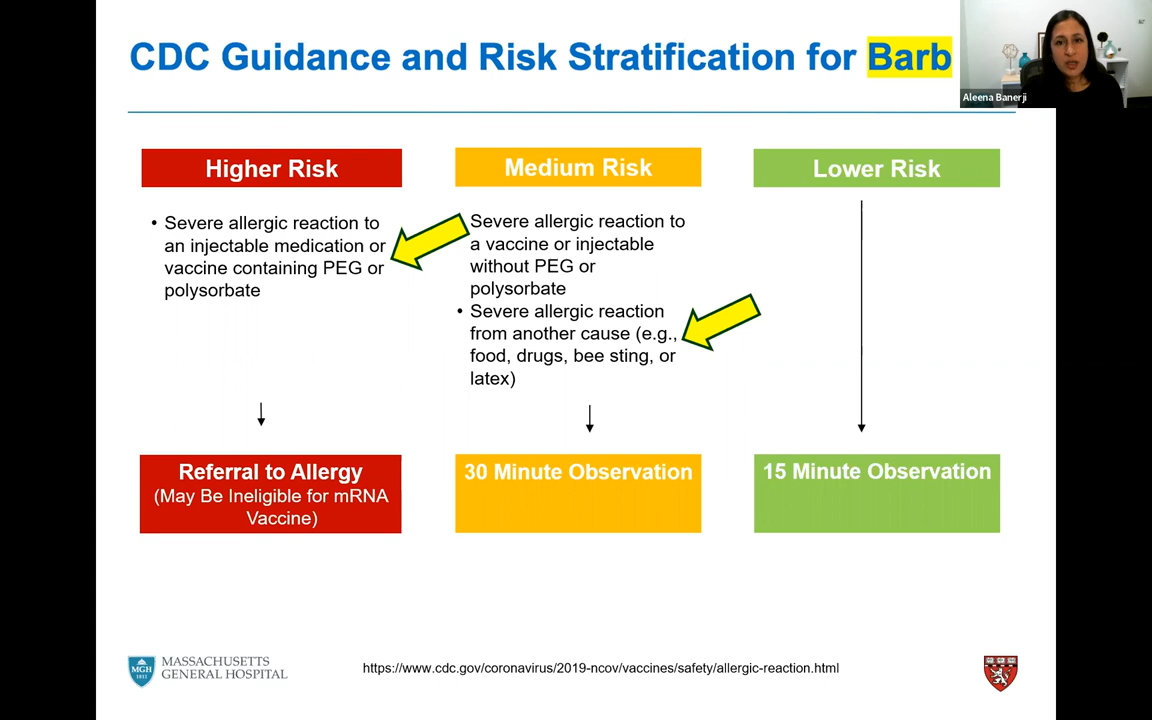 CDC Guidance and Risk Stratification for Barb
Aleena Banerji
Higher Risk
• Severe allergic reaction to
an injectable medication or
vaccine containing PEG or
polysorbate
Referral to Allergy
(May Be Ineligible for mRNA
Vaccine)
Medium Risk
Severe allergic reaction to
a vaccine or injectable
without PEG or
polysorbate
• Severe allergic reaction
from another cause (e.g.,
food, drugs, bee sting, or
latex)
30 Minute Observation
Lower Risk
15 Minute Observation
MGH
1811
MASSACHUSETTS
GENERAL HOSPITAL
https://www.cdc.gov/coronavirus/2019-ncov/vaccines/safety/allergic-reaction.html